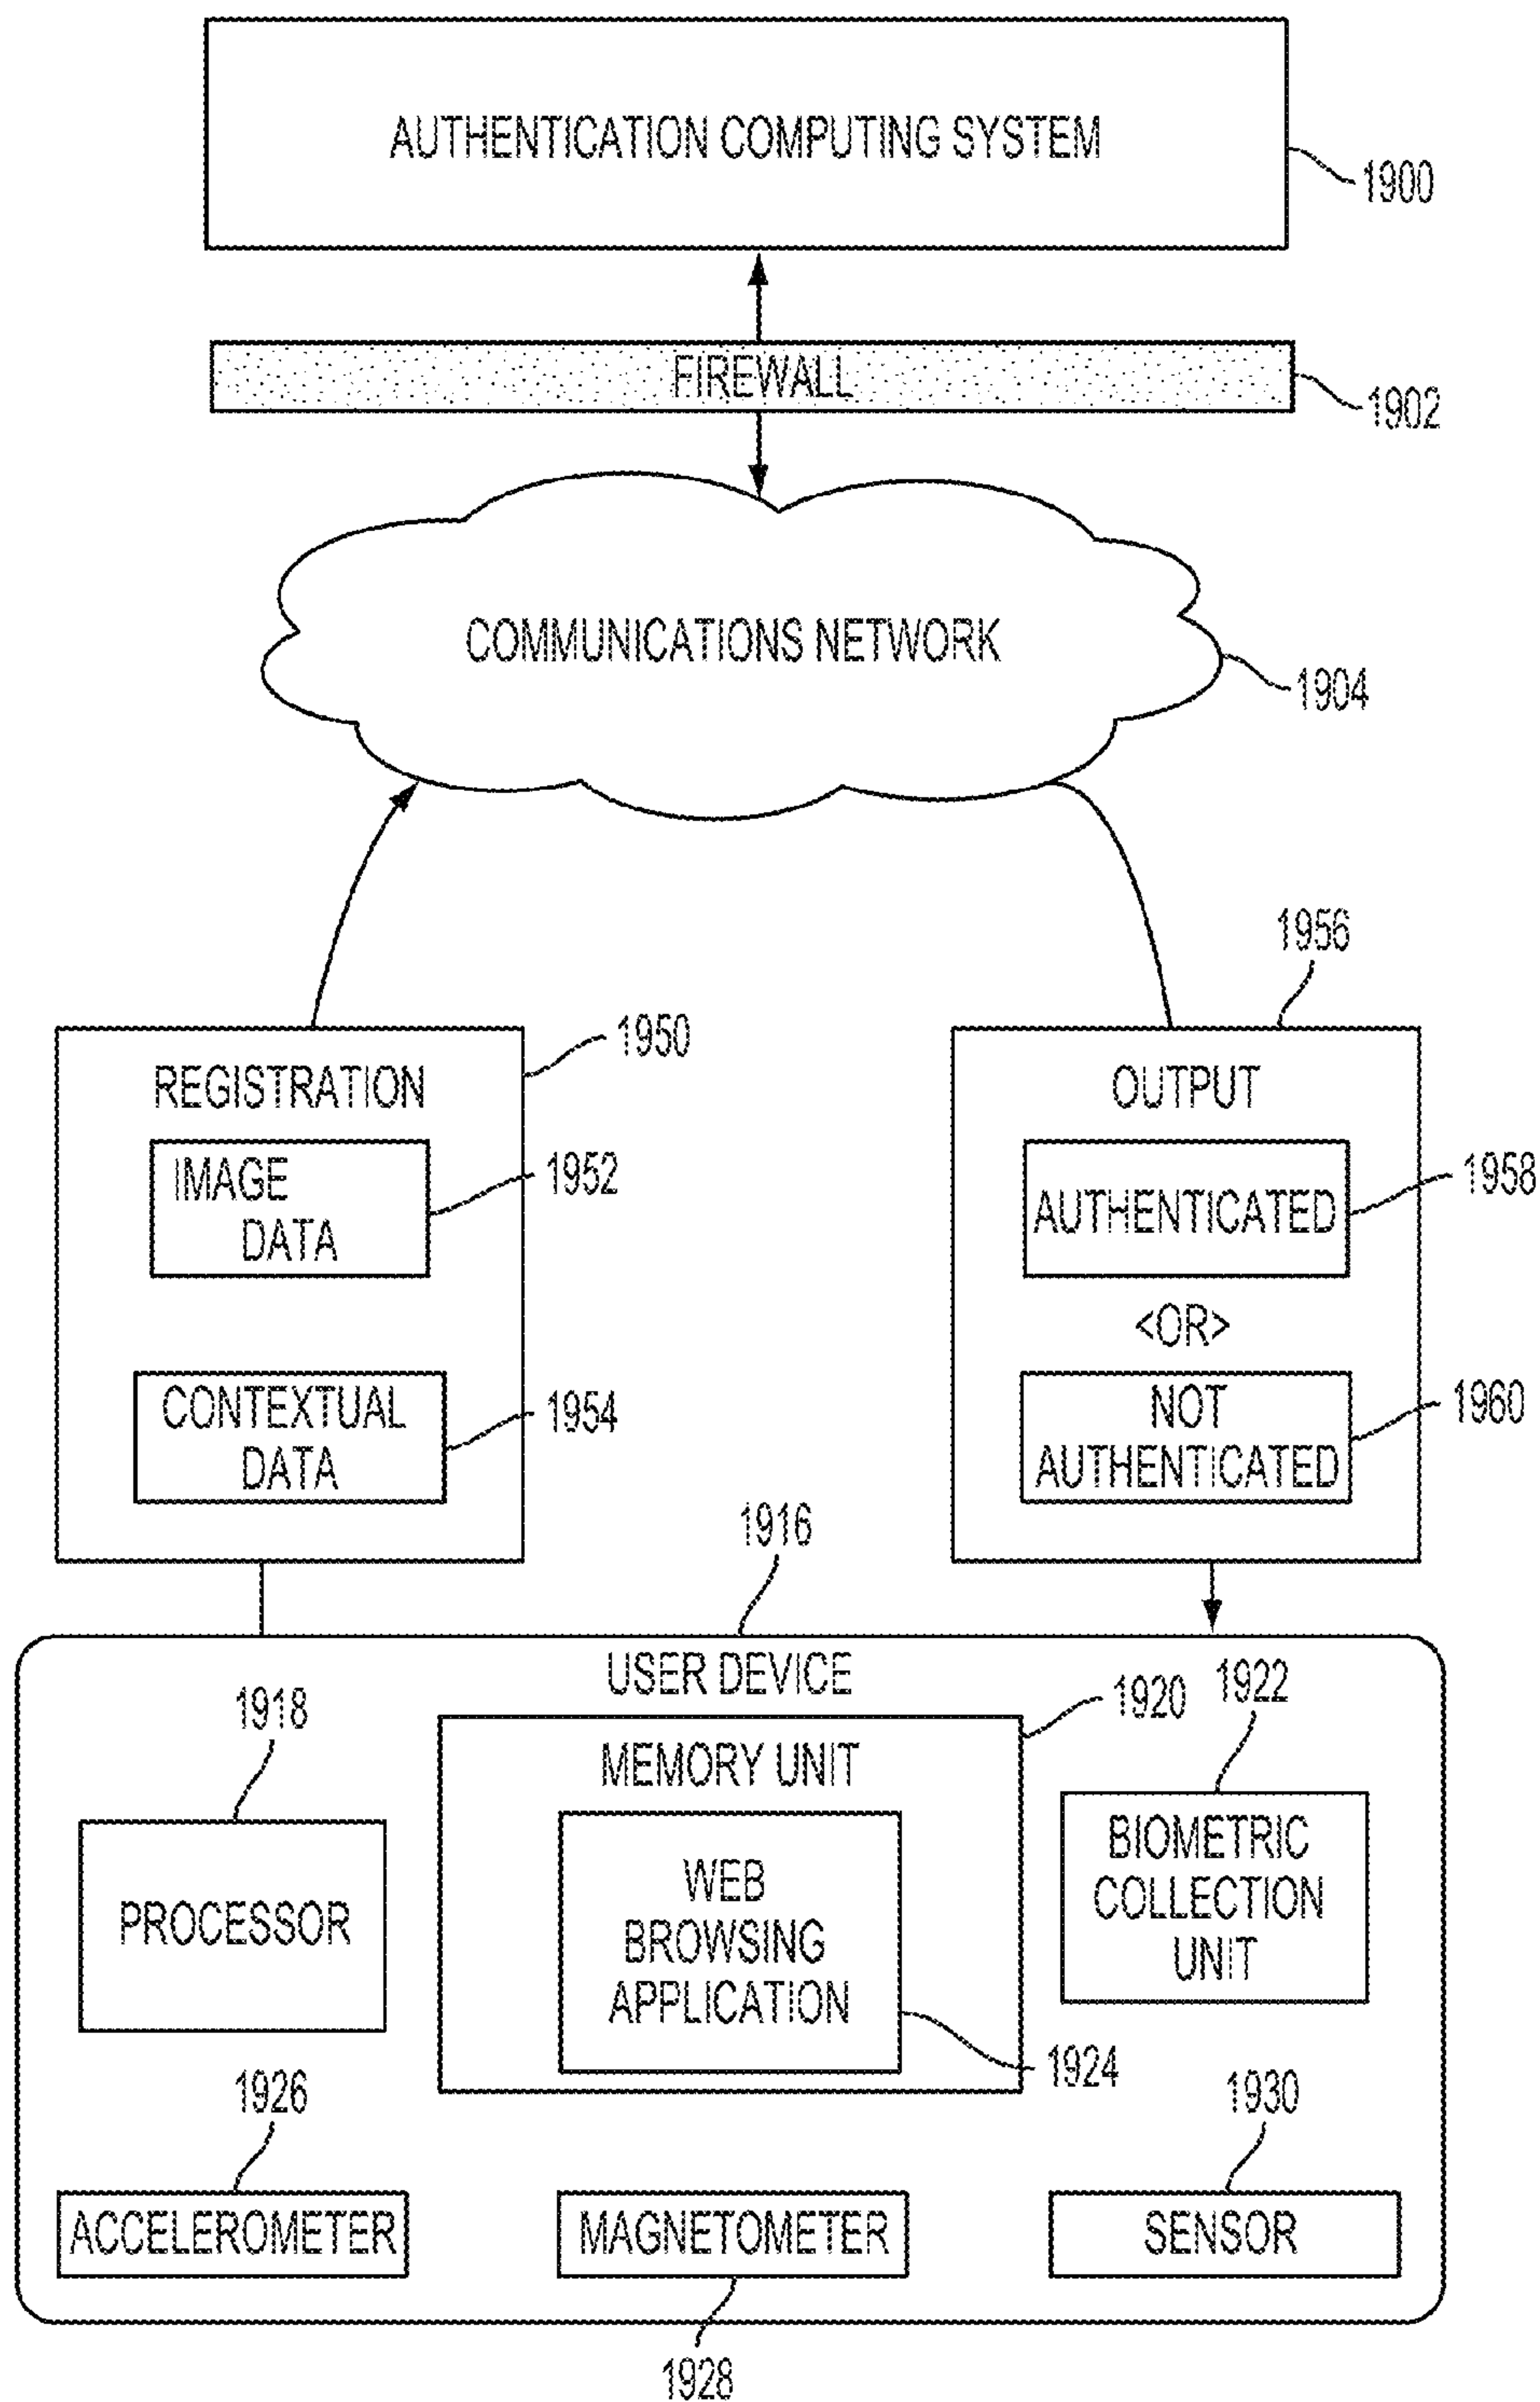 AUTHENTICATION COMPUTING SYSTEM
1900
FIREWALL
1902
COMMUNICATIONS NETWORK
1904
1956
1950
REGISTRATION
OUTPUT
IMAGE
DATA
1952
AUTHENTICATED
1958
<OR>
CONTEXTUAL
DATA
1954
NOT
AUTHENTICATED
1960
1916
USER DEVICE
1918
1920
1922
MEMORY UNIT
PROCESSOR
WEB
BROWSING
APPLICATION
BIOMETRIC
COLLECTION
UNIT
1924
1926
1930
ACCELEROMETER
MAGNETOMETER
SENSOR
1928